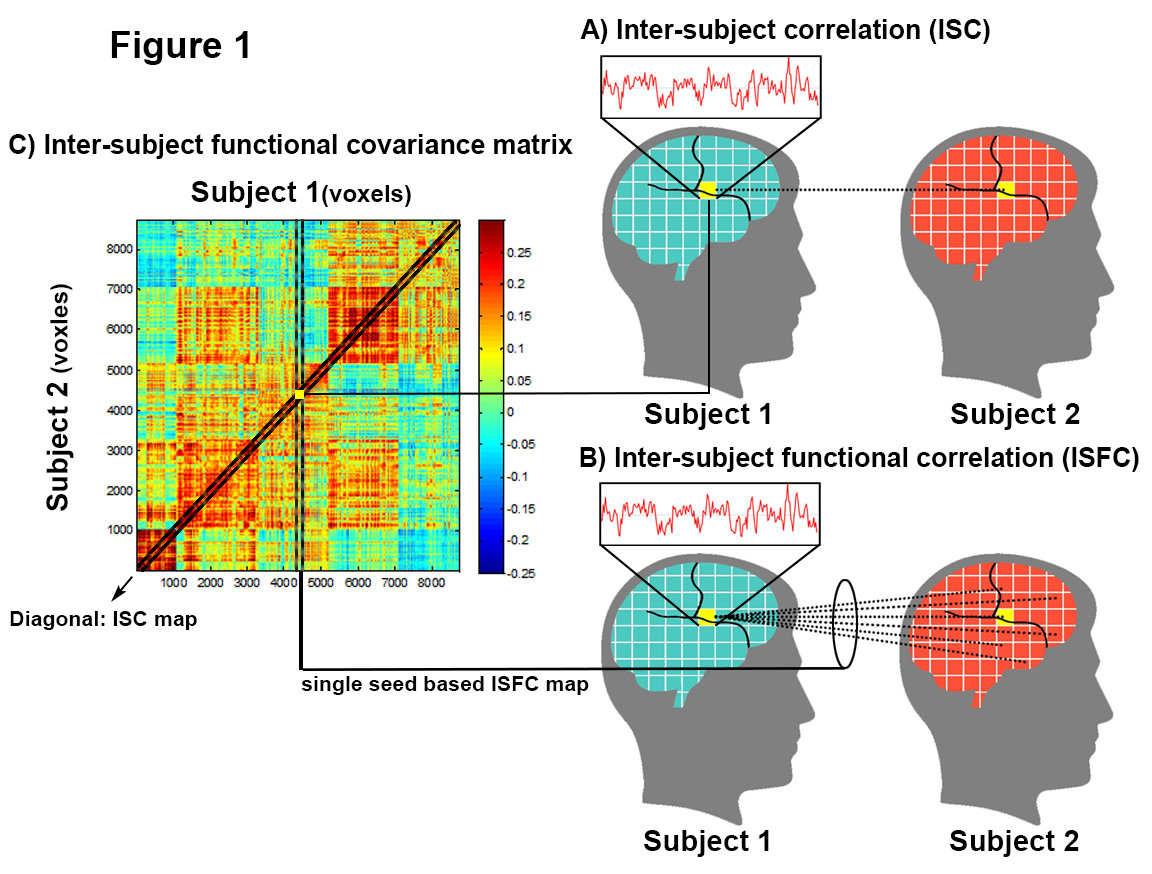 Figure 1
A) Inter-subject correlation (ISC)
Subject 1
Subject 2
B) Inter-subject functional correlation (ISFC)
Subject 1
Subject 2
C) Inter-subject functional covariance matrix
Subject 1(voxels)
Subject 2 (voxles)
8000
7000
6000
5000
4000
3000
2000
1000
1000 2000 3000 4000 5000 6000 7000 8000
0.25
0.2
0.15
0.1
0.05
0
-0.05
-0.1
-0.15
-0.2
-0.25
Diagonal: ISC map
single seed based ISFC map